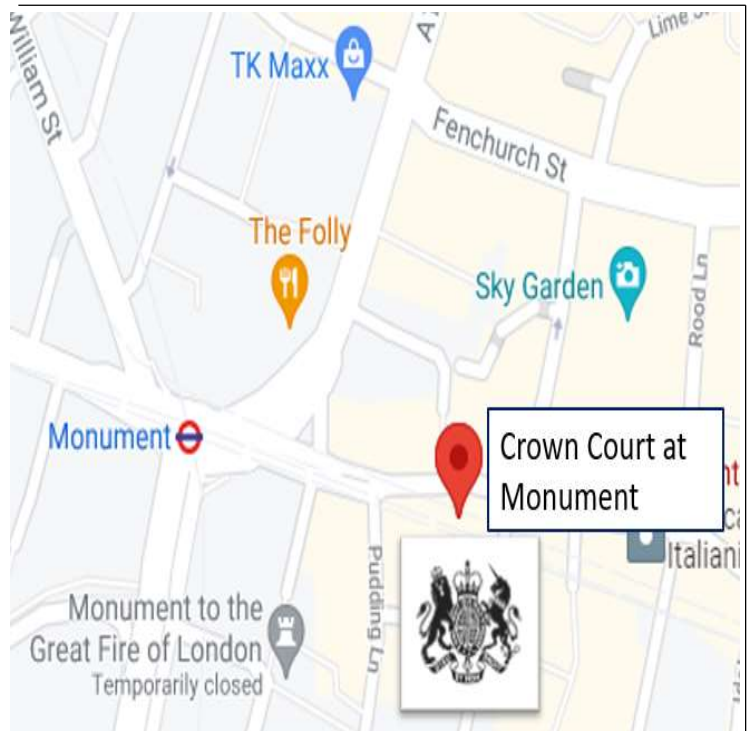 William St
TK Maxx
Fenchurch St
The Folly
Sky Garden
Rood Ln
Monument
Crown Court at
Monument
Italiani
Pudding Ln
Monument to the
Great Fire of London
Temporarily closed